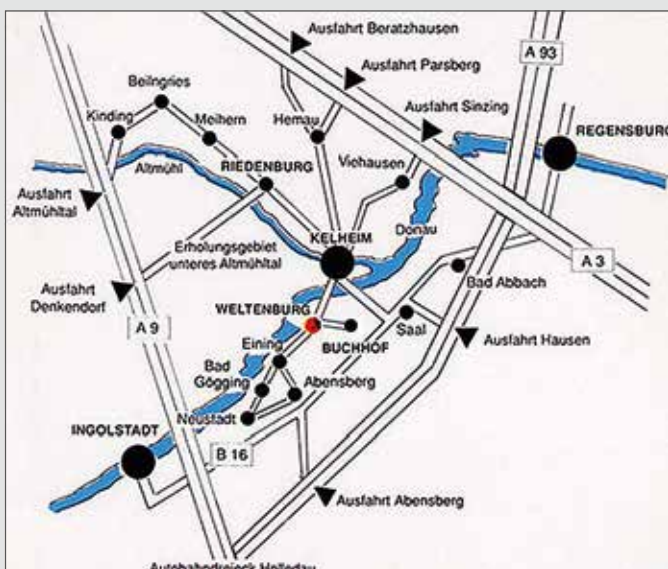 Ausfahrt Beratzhausen
A 93
Ausfahrt Parsberg
Beilngries
Ausfahrt Sinzing
Kinding
Meihern
Hemau
REGENSBURG
Altmühl
RIEDENBURG
Viehausen
Ausfahrt
Altmühltal
Donau
KELHEIM
Erholungsgebiet
unteres Altmühltal
A 3
Bad Abbach
Ausfahrt
Denkendorf
WELTENBURG
A 9
Saal
Ausfahrt Hausen
BUCHHOF
Eining
Bad
Gögging
Abensberg
Neustadt
INGOLSTADT
B 16
Ausfahrt Abensberg
Autobahndreieck Holledau